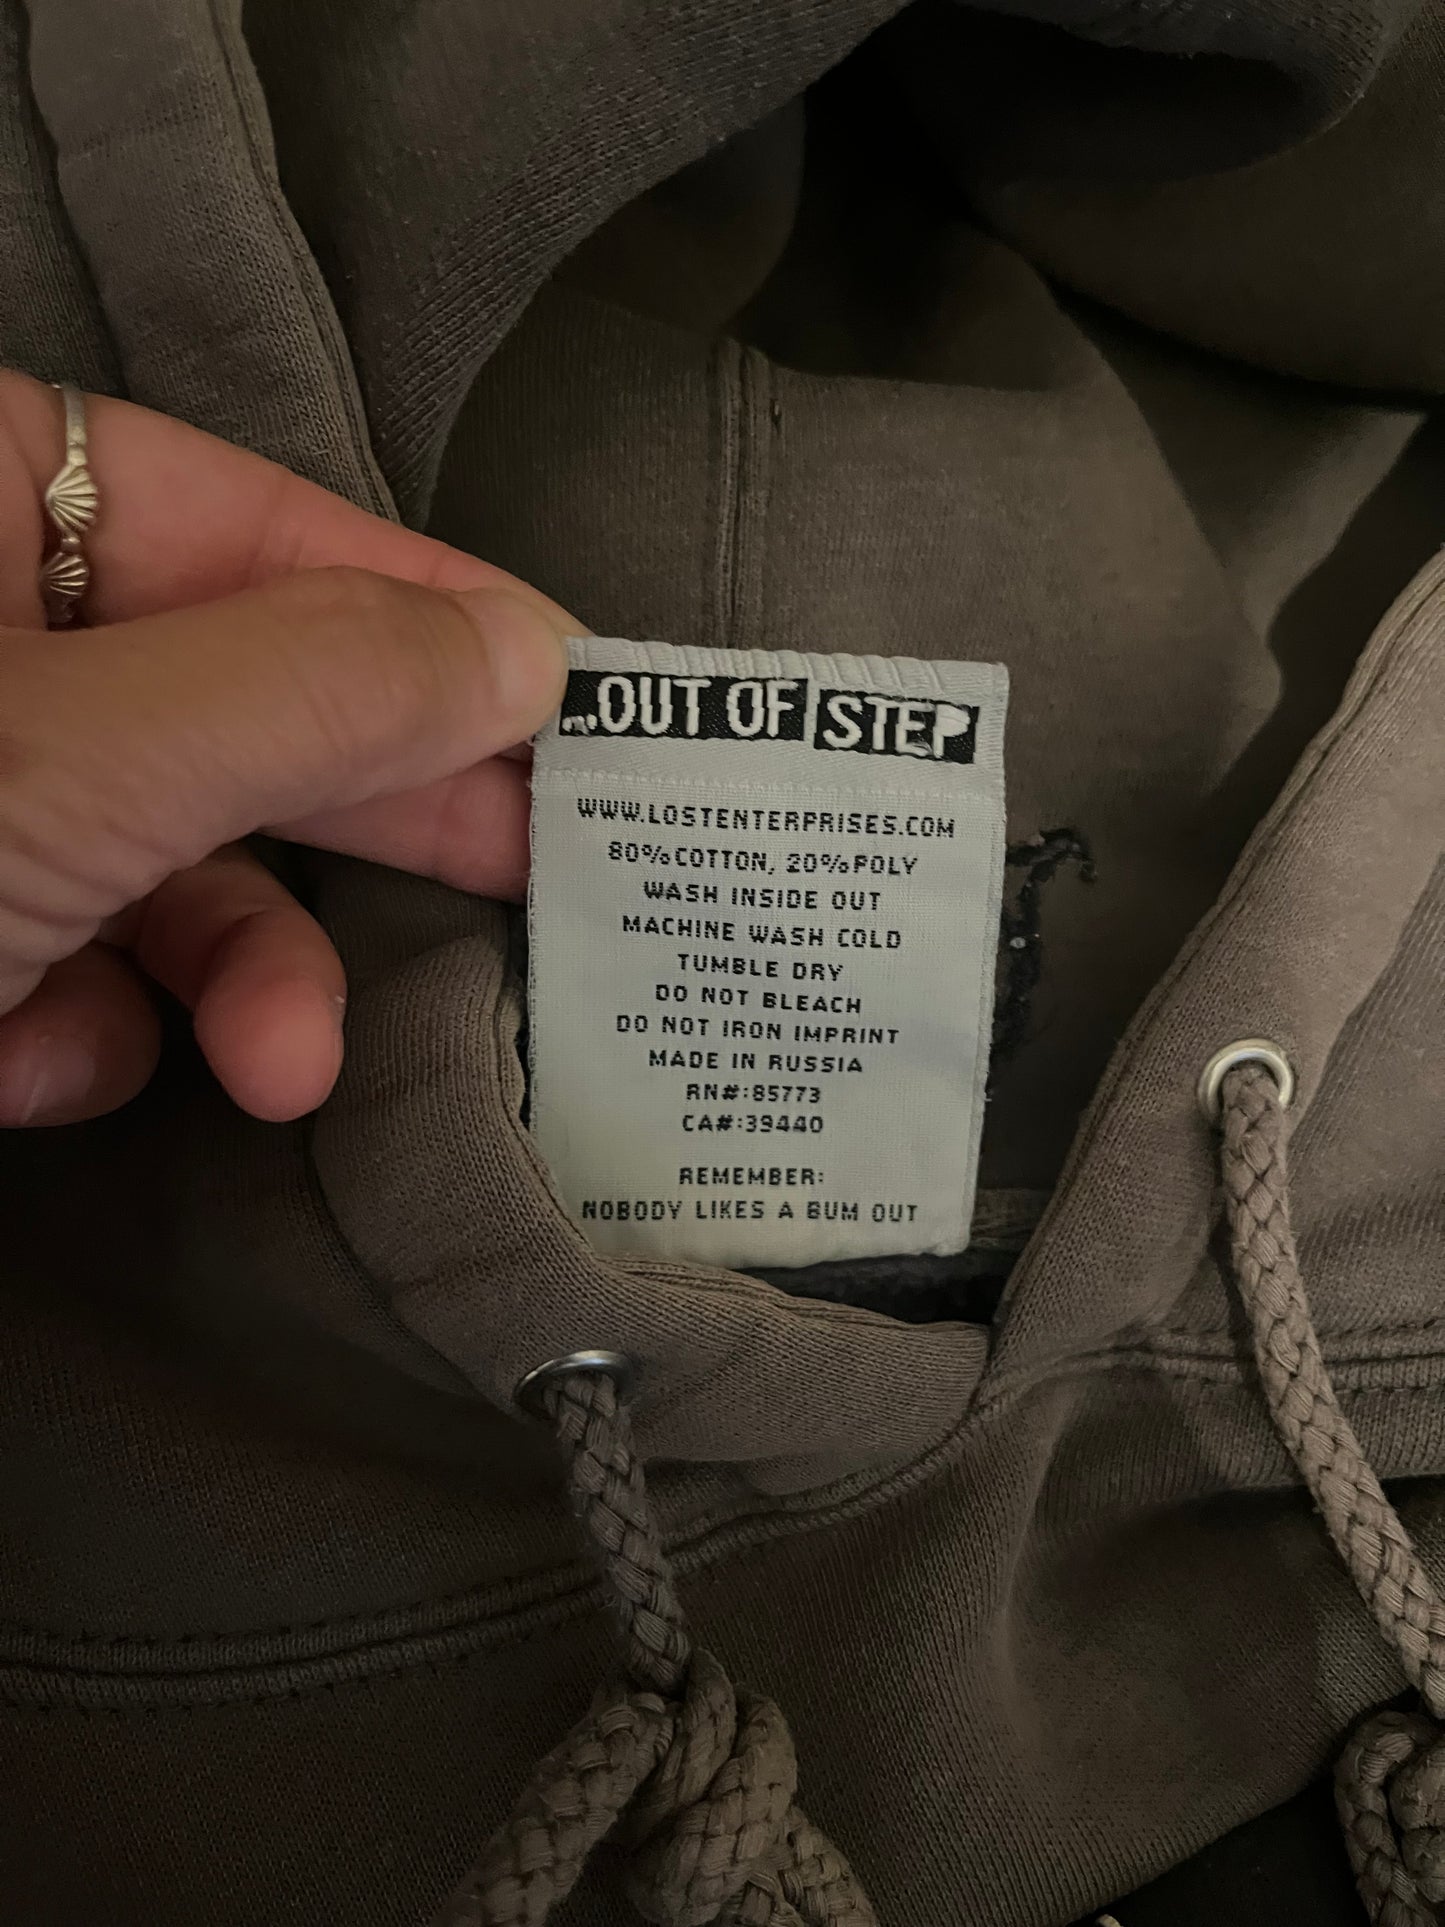 ...OUT OF STEP
WWW.LOSTENTERPRISES.COM
80%COTTON, 20%POLY
WASH INSIDE OUT
MACHINE WASH COLD
TUMBLE DRY
DO NOT BLEACH
DO NOT IRON IMPRINT
MADE IN RUSSIA
RN#:85773
CA#:39440
REMEMBER:
NOBODY LIKES A BUM OUT